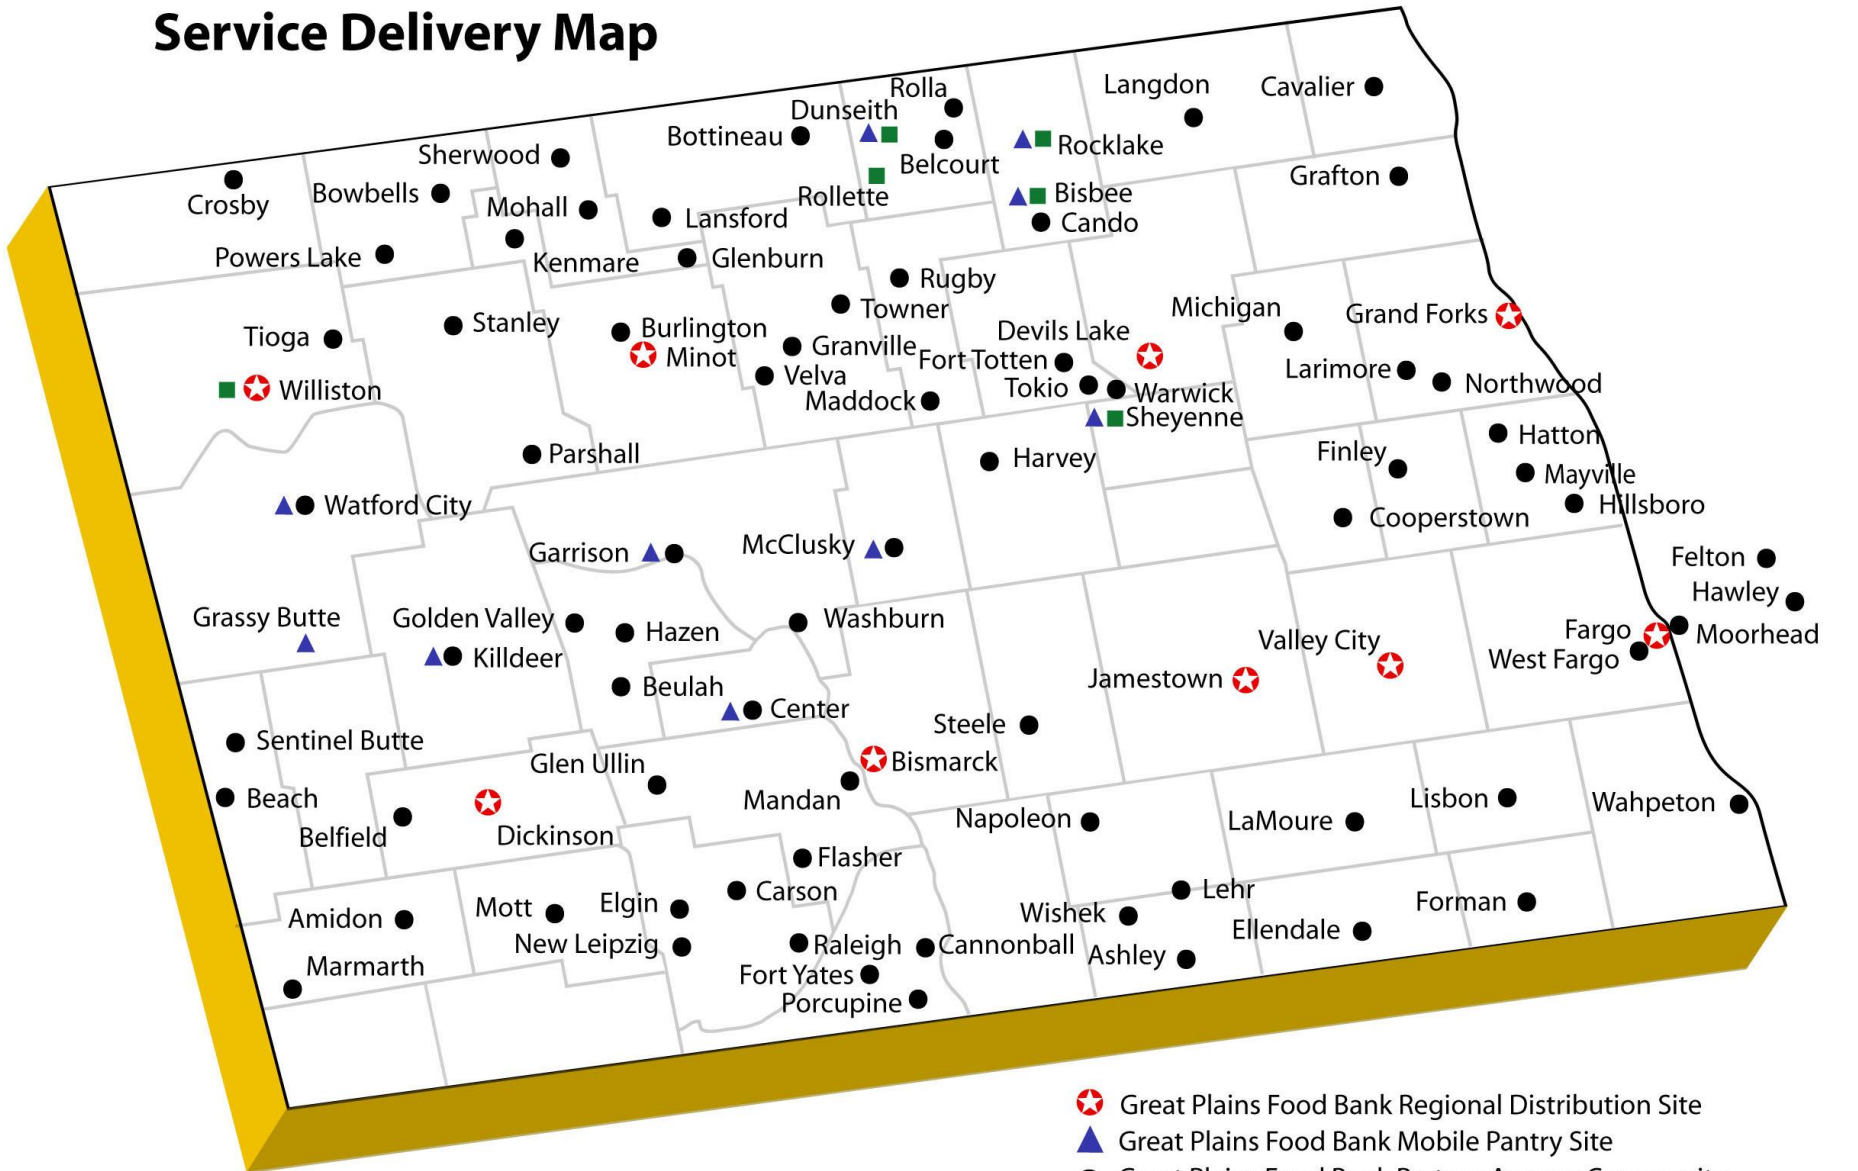 Service Delivery Map
Rolla
Langdon
Cavalier
Dunseith
Bottineau
Rocklake
Sherwood
Belcourt
Grafton
Crosby
Bowbells
Rollette
Bisbee
Mohall
Lansford
Cando
Powers Lake
Kenmare
Glenburn
Rugby
Towner
Michigan
Grand Forks
Tioga
Stanley
Burlington
Devils Lake
Minot
Granville
Fort Totten
Larimore
Velva
Tokio
Northwood
Williston
Maddock
Warwick
Sheyenne
Hatton
Parshall
Harvey
Finley
Mayville
Watford City
Hillsboro
Cooperstown
Garrison
McClusky
Felton
Hawley
Grassy Butte
Golden Valley
Washburn
Hazen
Fargo
Moorhead
Valley City
West Fargo
Killdeer
Jamestown
Beulah
Center
Steele
Sentinel Butte
Glen Ullin
Bismarck
Beach
Mandan
Lisbon
Wahpeton
Belfield
Dickinson
Napoleon
LaMoure
Flasher
Carson
Lehr
Mott
Elgin
Wishek
Forman
Amidon
New Leipzig
Raleigh
Cannonball
Ellendale
Ashley
Marmarth
Fort Yates
Porcupine
Great Plains Food Bank Regional Distribution Site
Great Plains Food Bank Mobile Pantry Site